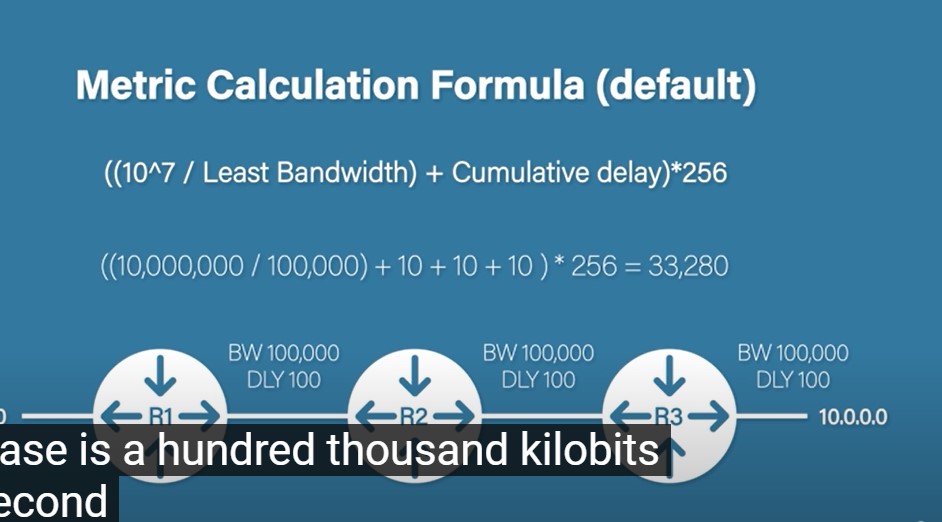 Metric Calculation Formula (default)
((10^7 / Least Bandwidth) + Cumulative delay)*256
((10,000,000 / 100,000) + 10 + 10 + 10 ) * 256 = 33,280
BW 100,000
DLY 100
BW 100,000
DLY 100
BW 100,000
DLY 100
0
R1
R2
R3
10.0.0.0
ase is a hundred thousand kilobits
econd